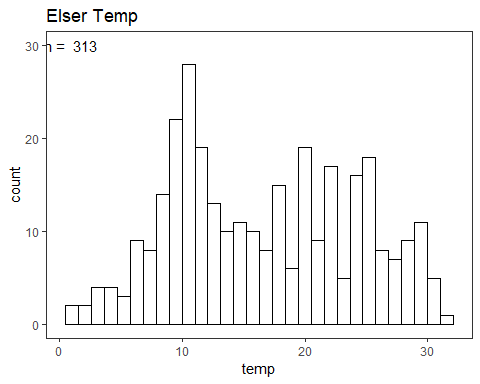 Elser Temp
n = 313
30
20
10
0
count
0 10 20 30
temp